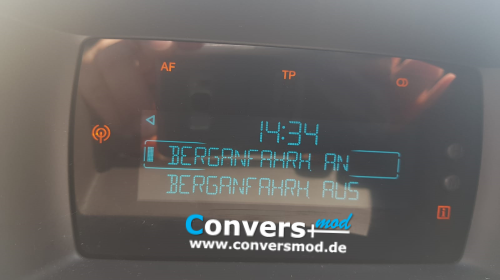 AF
TP
14:34
BERGANFAHRH AN
BERGANFAHRH AUS
Convers+mod
www.conversmod.de